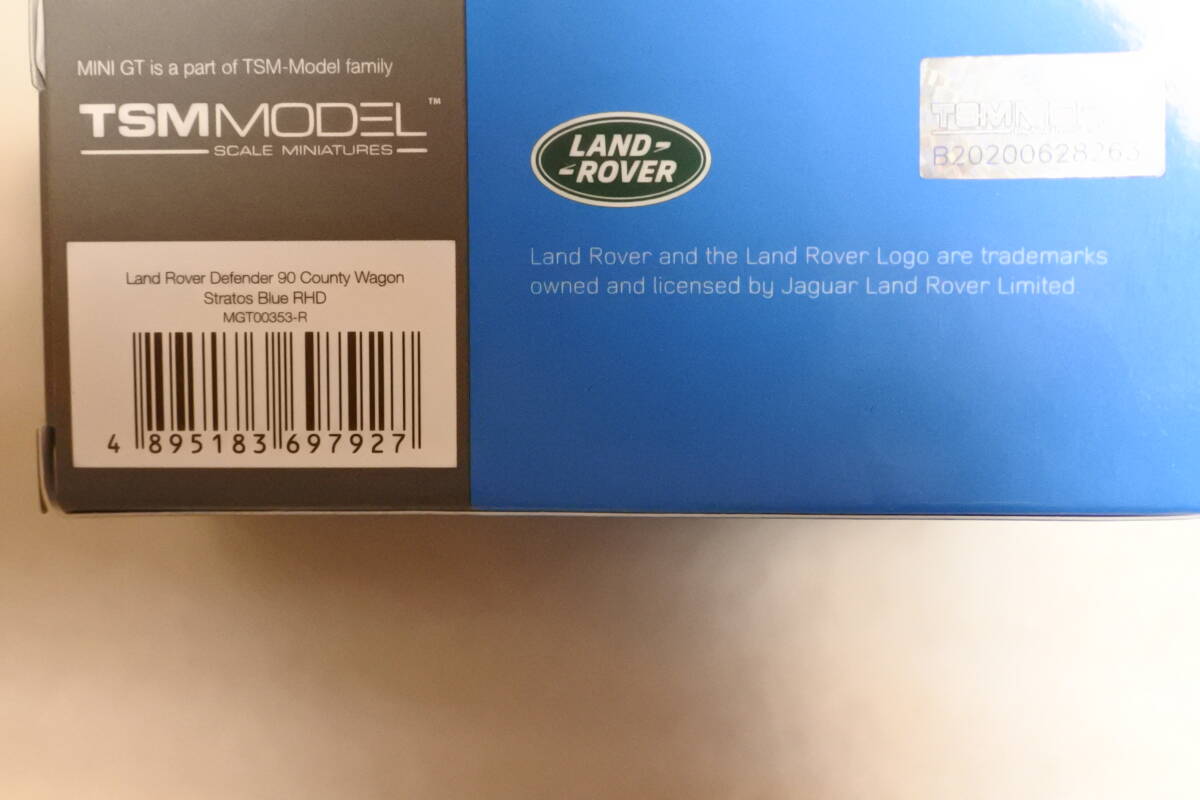 MINI GT is a part of TSM-Model family
TSMMODEL™
SCALE MINIATURES
Land Rover Defender 90 County Wagon
Stratos Blue RHD
MGT00353-R
4 895183 697927
LAND-
-ROVER
Land Rover and the Land Rover Logo are trademarks
owned and licensed by Jaguar Land Rover Limited
B20200628263